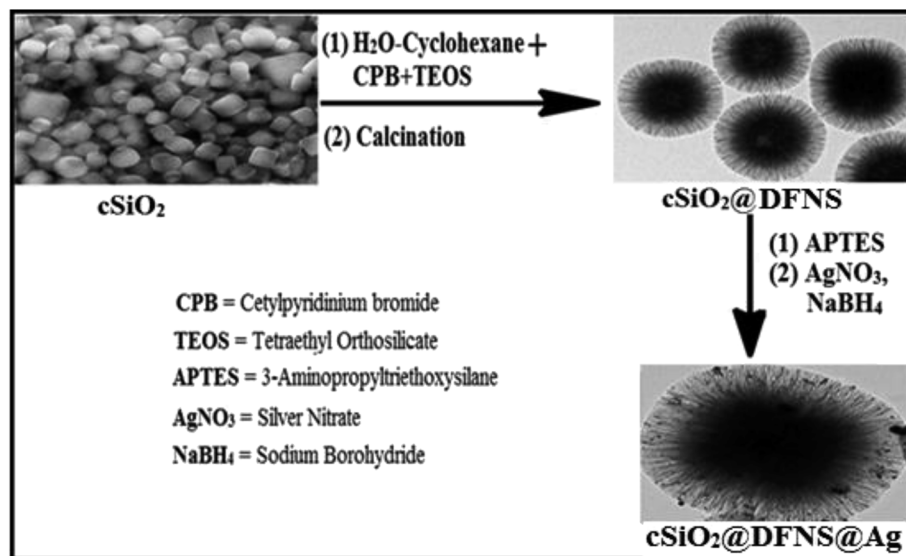 (1) H₂O-Cyclohexane+
CPB+TEOS
(2) Calcination
cSiO₂
cSiO₂@DFNS
(1) APTES
(2) AgNO₃,
NaBH₄
CPB = Cetylpyridinium bromide
TEOS = Tetraethyl Orthosilicate
APTES = 3-Aminopropyltriethoxysilane
AgNO₃ = Silver Nitrate
NaBH₄ = Sodium Borohydride
cSiO₂@DFNS@Ag